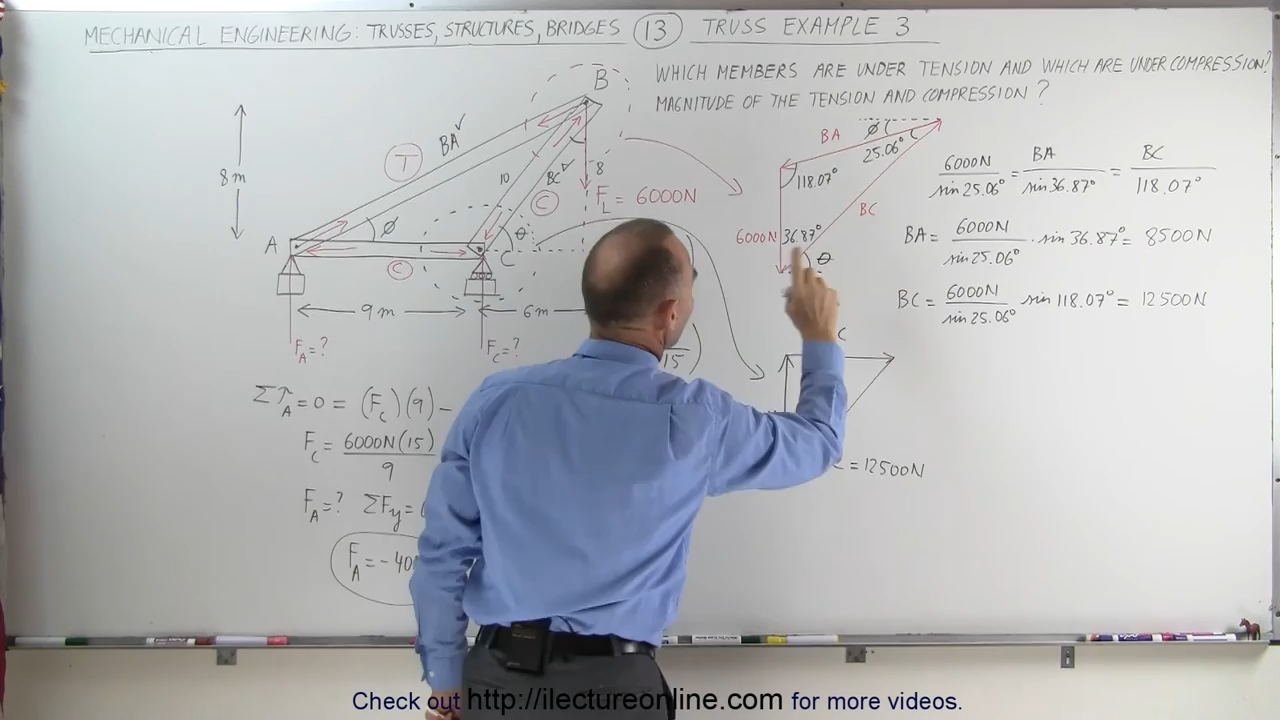 MECHANICAL ENGINEERING: TRUSSES, STRUCTURES, BRIDGES 13 TRUSS EXAMPLE 3
WHICH MEMBERS ARE UNDER TENSION AND WHICH ARE UNDER COMPRESSION?
MAGNITUDE OF THE TENSION AND COMPRESSION?
B
BA✓
T
8 m
10
BC✓
8
C
F_L = 6000N
A
φ
θ
C
C
9 m
6 m
F_A = ?
F_C = ?
15)
Στ_A = 0 = (F_C)(9) −
F_C = 6000N(15)
9
F_A = ? ΣF_y =
F_A = -400
BA
φ
25.06°
118.07°
BC
6000N
36.87°
θ
C
= 12500N
6000N/sin 25.06° = BA/sin 36.87° = BC/118.07°
BA = 6000N/sin 25.06° · sin 36.87° = 8500N
BC = 6000N/sin 25.06° sin 118.07° = 12500N
Check out http://ilectureonline.com for more videos.